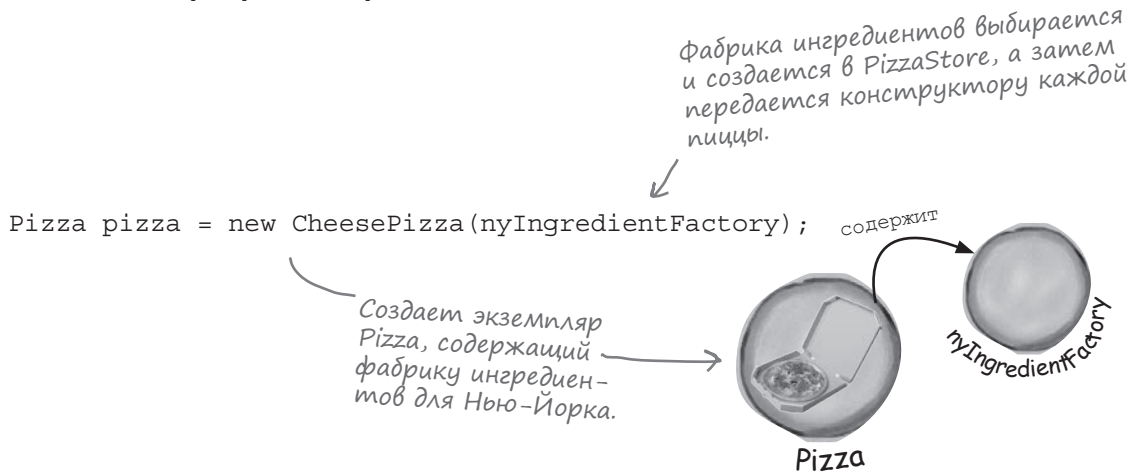 Фабрика ингредиентов выбирается
и создается в PizzaStore, а затем
передается конструктору каждой
пиццы.
Pizza pizza = new CheesePizza(nyIngredientFactory);
содержит
Создает экземпляр
Pizza, содержащий
фабрику ингредиен-
тов для Нью-Йорка.
nyIngredientFactory
Pizza